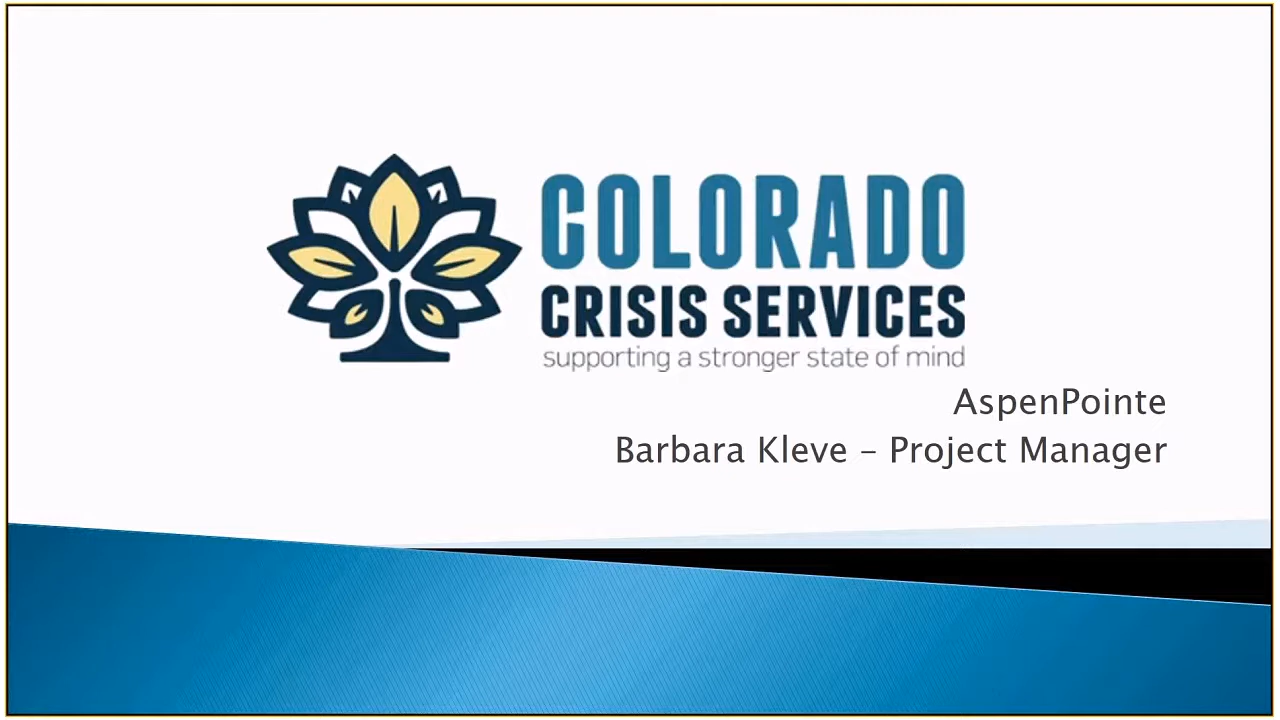 COLORADO
CRISIS SERVICES
supporting a stronger state of mind
AspenPointe
Barbara Kleve – Project Manager